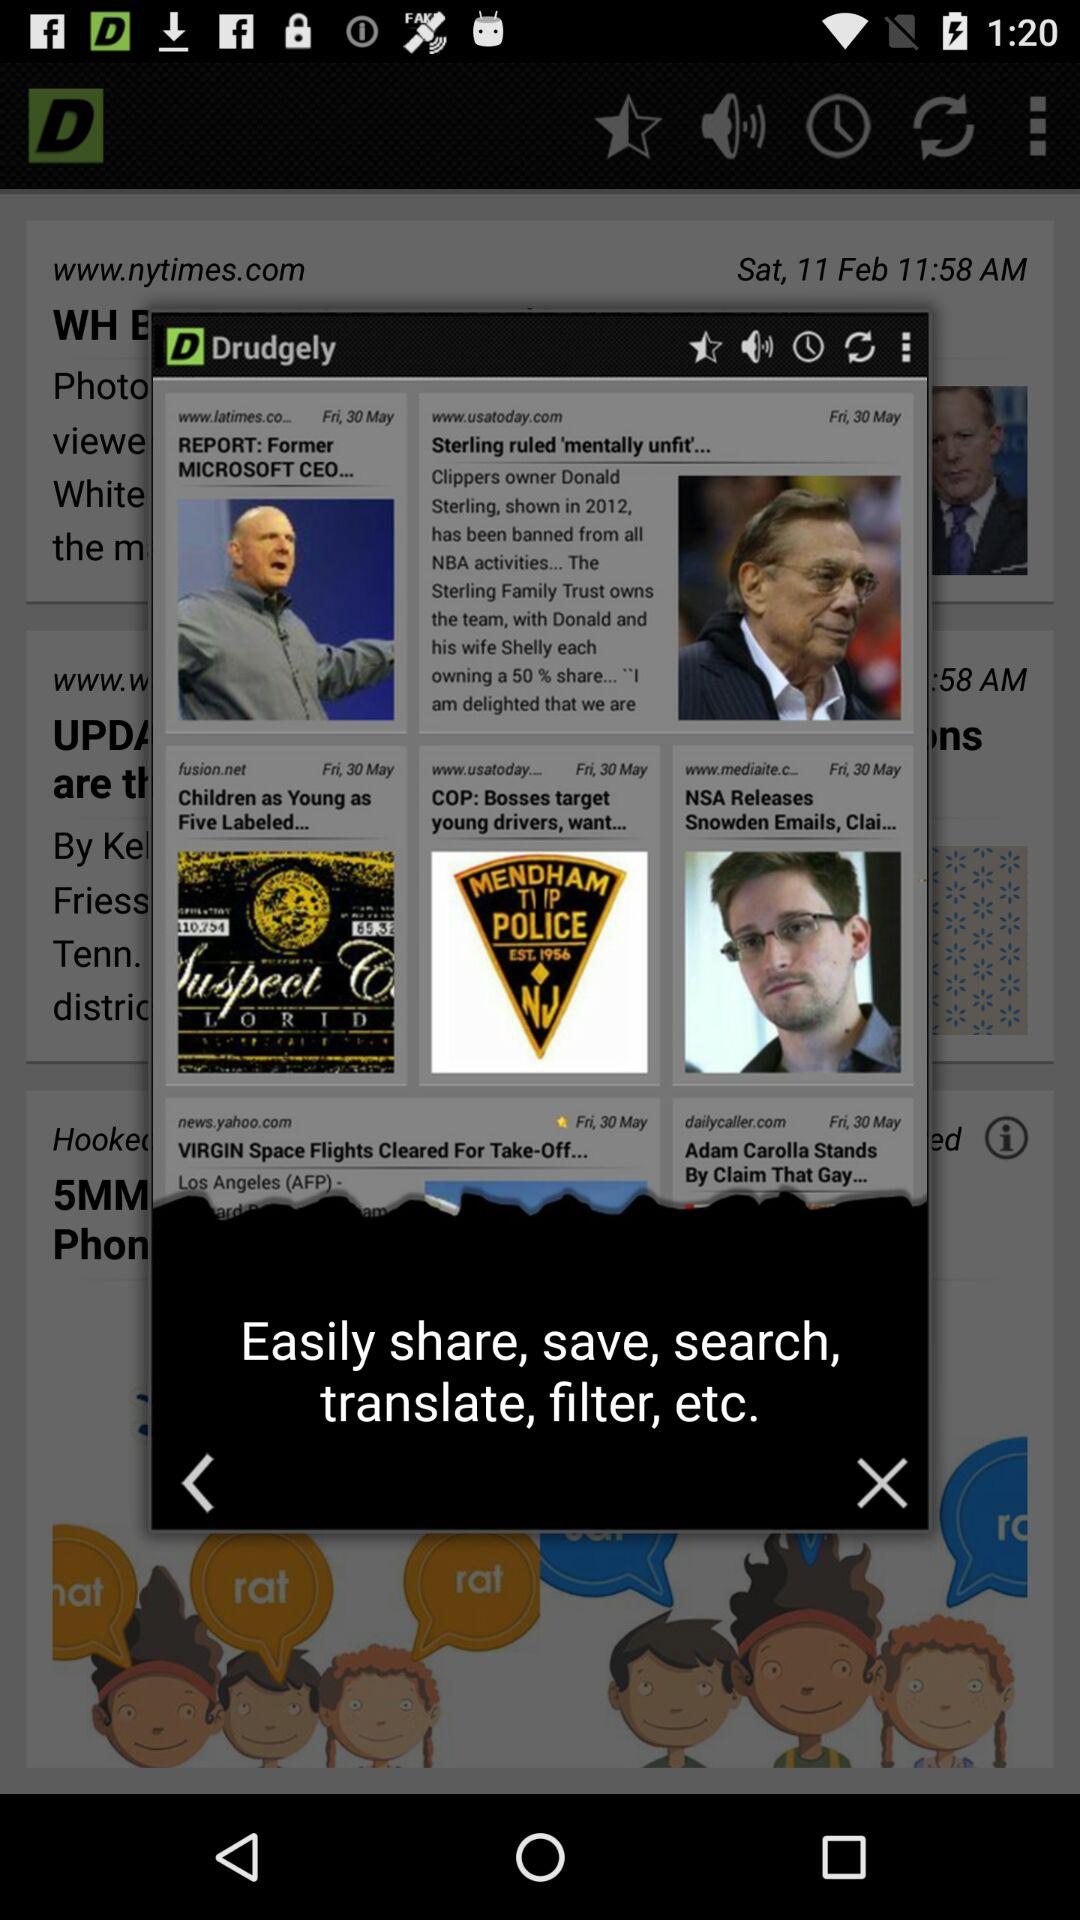 FAKE
1:20
D
www.nytimes.com Sat, 11 Feb 11:58 AM
WH
Photo
viewe
White
the m
www.w :58 AM
UPDA ons
are th
By Kel
Friess
Tenn.
distric
Hooked ed
5MM
Phon
D Drudgely
www.latimes.co... Fri, 30 May
REPORT: Former
MICROSOFT CEO...
www.usatoday.com Fri, 30 May
Sterling ruled 'mentally unfit'...
Clippers owner Donald
Sterling, shown in 2012,
has been banned from all
NBA activities... The
Sterling Family Trust owns
the team, with Donald and
his wife Shelly each
owning a 50 % share... ``I
am delighted that we are
fusion.net Fri, 30 May
Children as Young as
Five Labeled...
110,754
Suspect
LORID
www.usatoday.... Fri, 30 May
COP: Bosses target
young drivers, want...
MENDHAM
POLICE
EST. 1956
NJ
www.mediaite.c... Fri, 30 May
NSA Releases
Snowden Emails, Clai...
news.yahoo.com Fri, 30 May
VIRGIN Space Flights Cleared For Take-Off...
Los Angeles (AFP) -
dailycaller.com Fri, 30 May
Adam Carolla Stands
By Claim That Gay...
Easily share, save, search,
translate, filter, etc.
hat rat rat